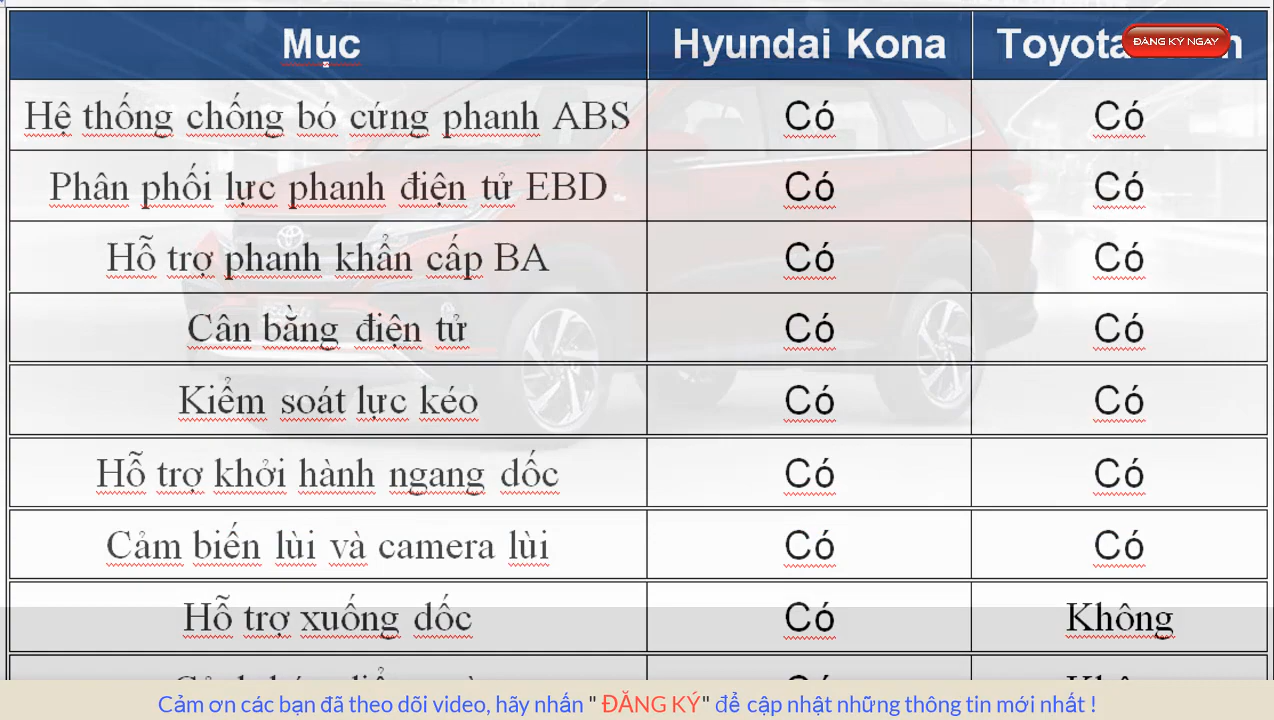 Mục Hyundai Kona Toyota
ĐĂNG KÝ NGAY
Hệ thống chống bó cứng phanh ABS Có Có
Phân phối lực phanh điện tử EBD Có Có
Hỗ trợ phanh khẩn cấp BA Có Có
Cân bằng điện tử Có Có
Kiểm soát lực kéo Có Có
Hỗ trợ khởi hành ngang dốc Có Có
Cảm biến lùi và camera lùi Có Có
Hỗ trợ xuống dốc Có Không
Cảm ơn các bạn đã theo dõi video, hãy nhấn " ĐĂNG KÝ" để cập nhật những thông tin mới nhất !